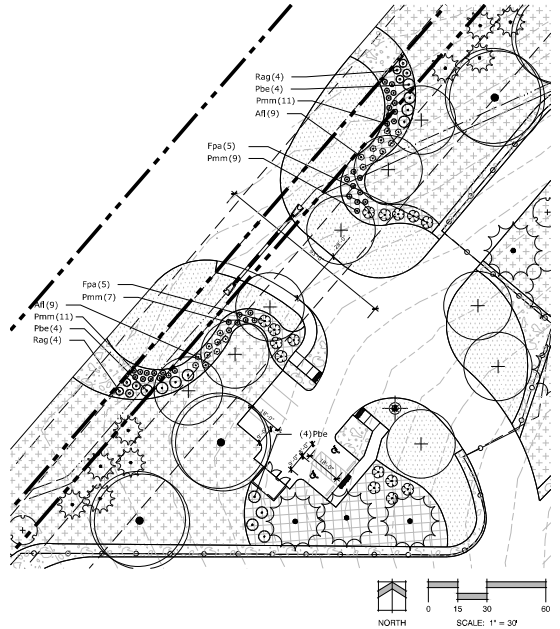 Rag(4)
Pbe(4)
Pmm(11)
Afl(9)
Fpa(5)
Pmm(9)
Fpa(5)
Pmm(7)
Afl(9)
Pmm(11)
Pbe(4)
Rag(4)
(4)Pbe
0 15 30 60
NORTH SCALE: 1" = 30'